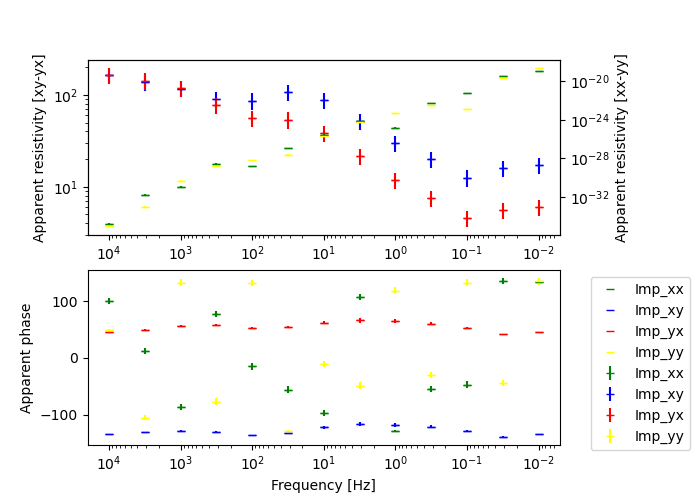 Apparent resistivity [xy-yx]
10²
10¹
10⁻²⁰
10⁻²⁴
10⁻²⁸
10⁻³²
Apparent resistivity [xx-yy]
10⁴ 10³ 10² 10¹ 10⁰ 10⁻¹ 10⁻²
Apparent phase
100
0
−100
10⁴ 10³ 10² 10¹ 10⁰ 10⁻¹ 10⁻²
Frequency [Hz]
Imp_xx
Imp_xy
Imp_yx
Imp_yy
Imp_xx
Imp_xy
Imp_yx
Imp_yy